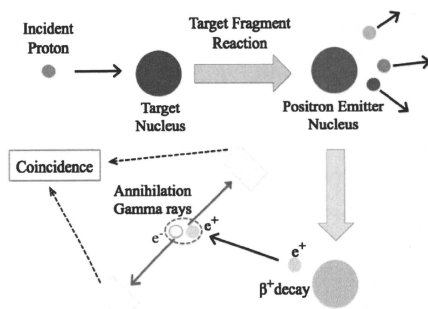 Incident
Proton
Target Fragment
Reaction
Target
Nucleus
Positron Emitter
Nucleus
Coincidence
Annihilation
Gamma rays
e-
e+
e+
β+decay